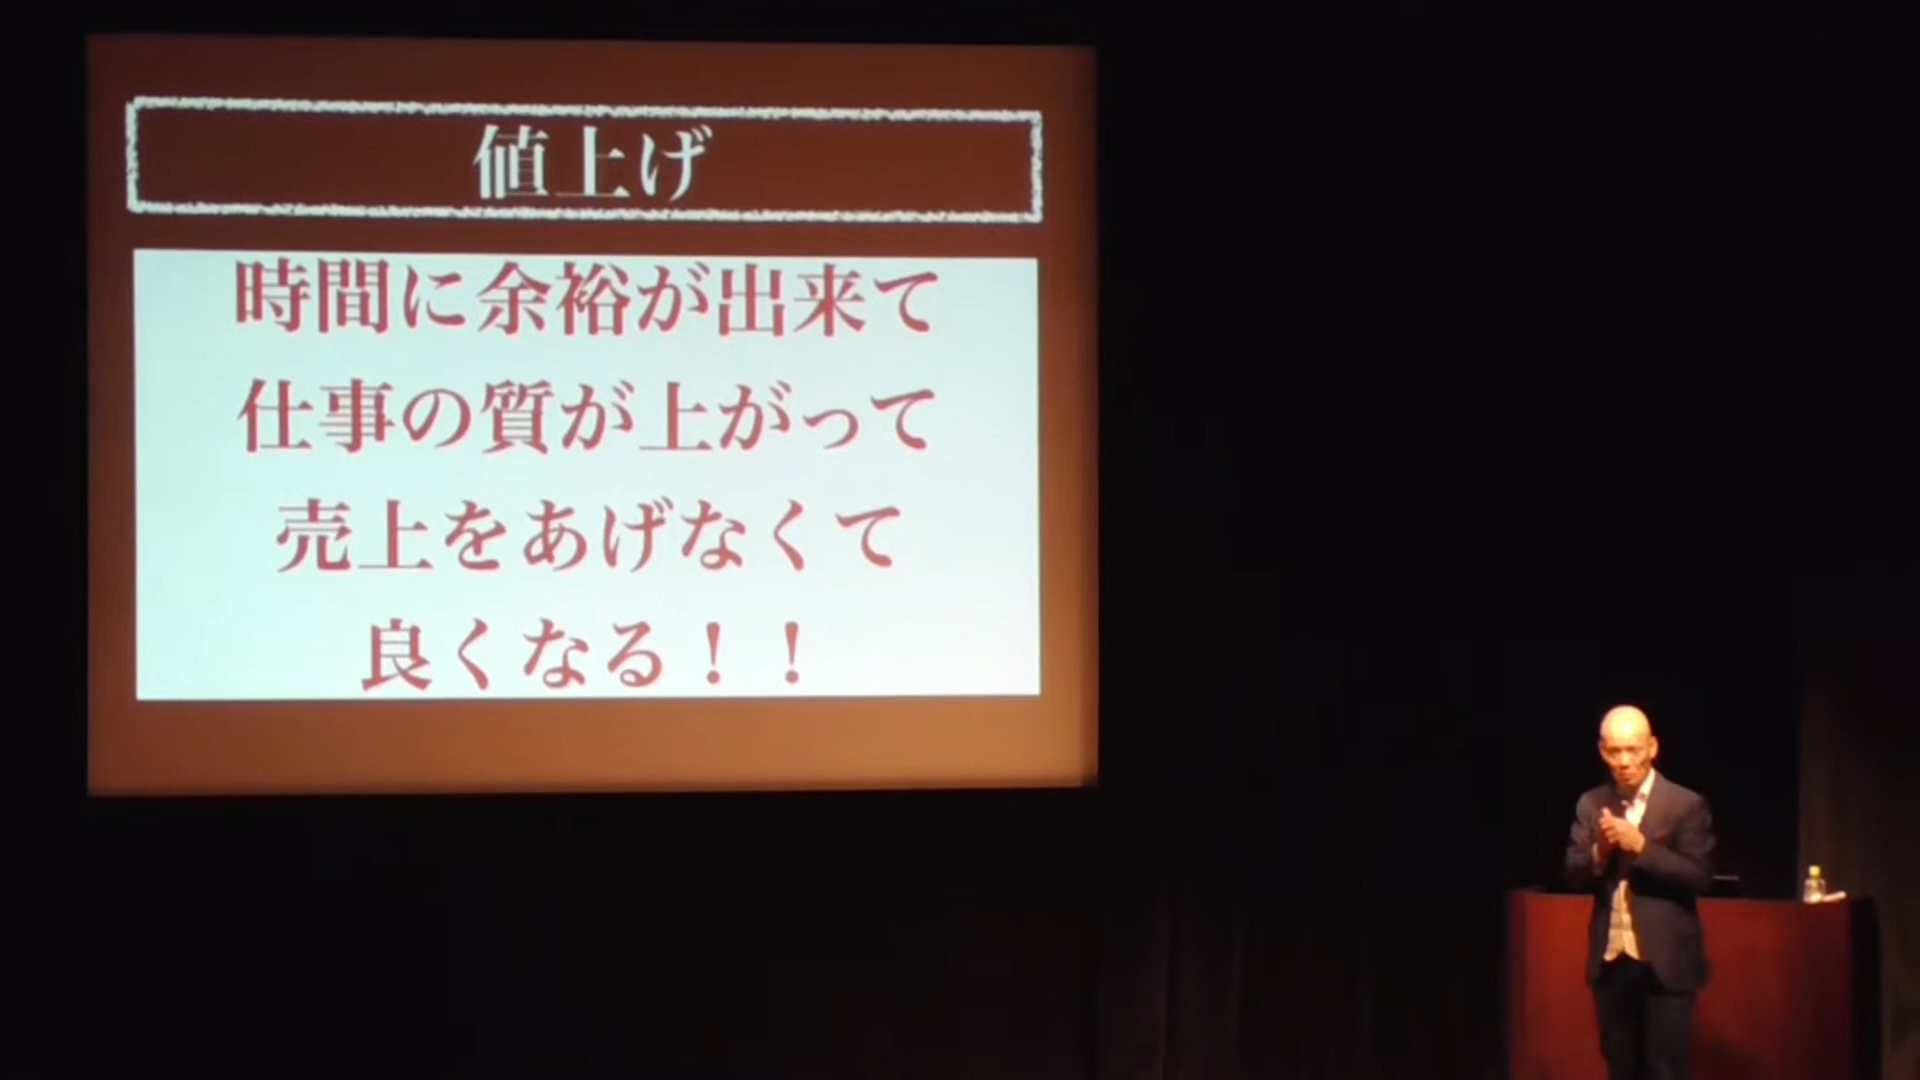 値上げ
時間に余裕が出来て
仕事の質が上がって
売上をあげなくて
良くなる！！